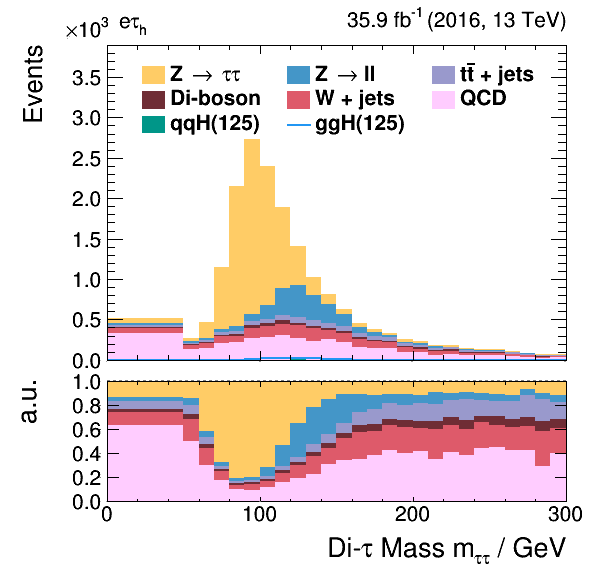 ×10³ eτₕ 35.9 fb⁻¹ (2016, 13 TeV)
Events
Z → ττ Z → ll tt̄ + jets
Di-boson W + jets QCD
qqH(125) ggH(125)
3.5
3.0
2.5
2.0
1.5
1.0
0.5
0.0
a.u.
1.0
0.8
0.6
0.4
0.2
0.0
0 100 200 300
Di-τ Mass m_ττ / GeV